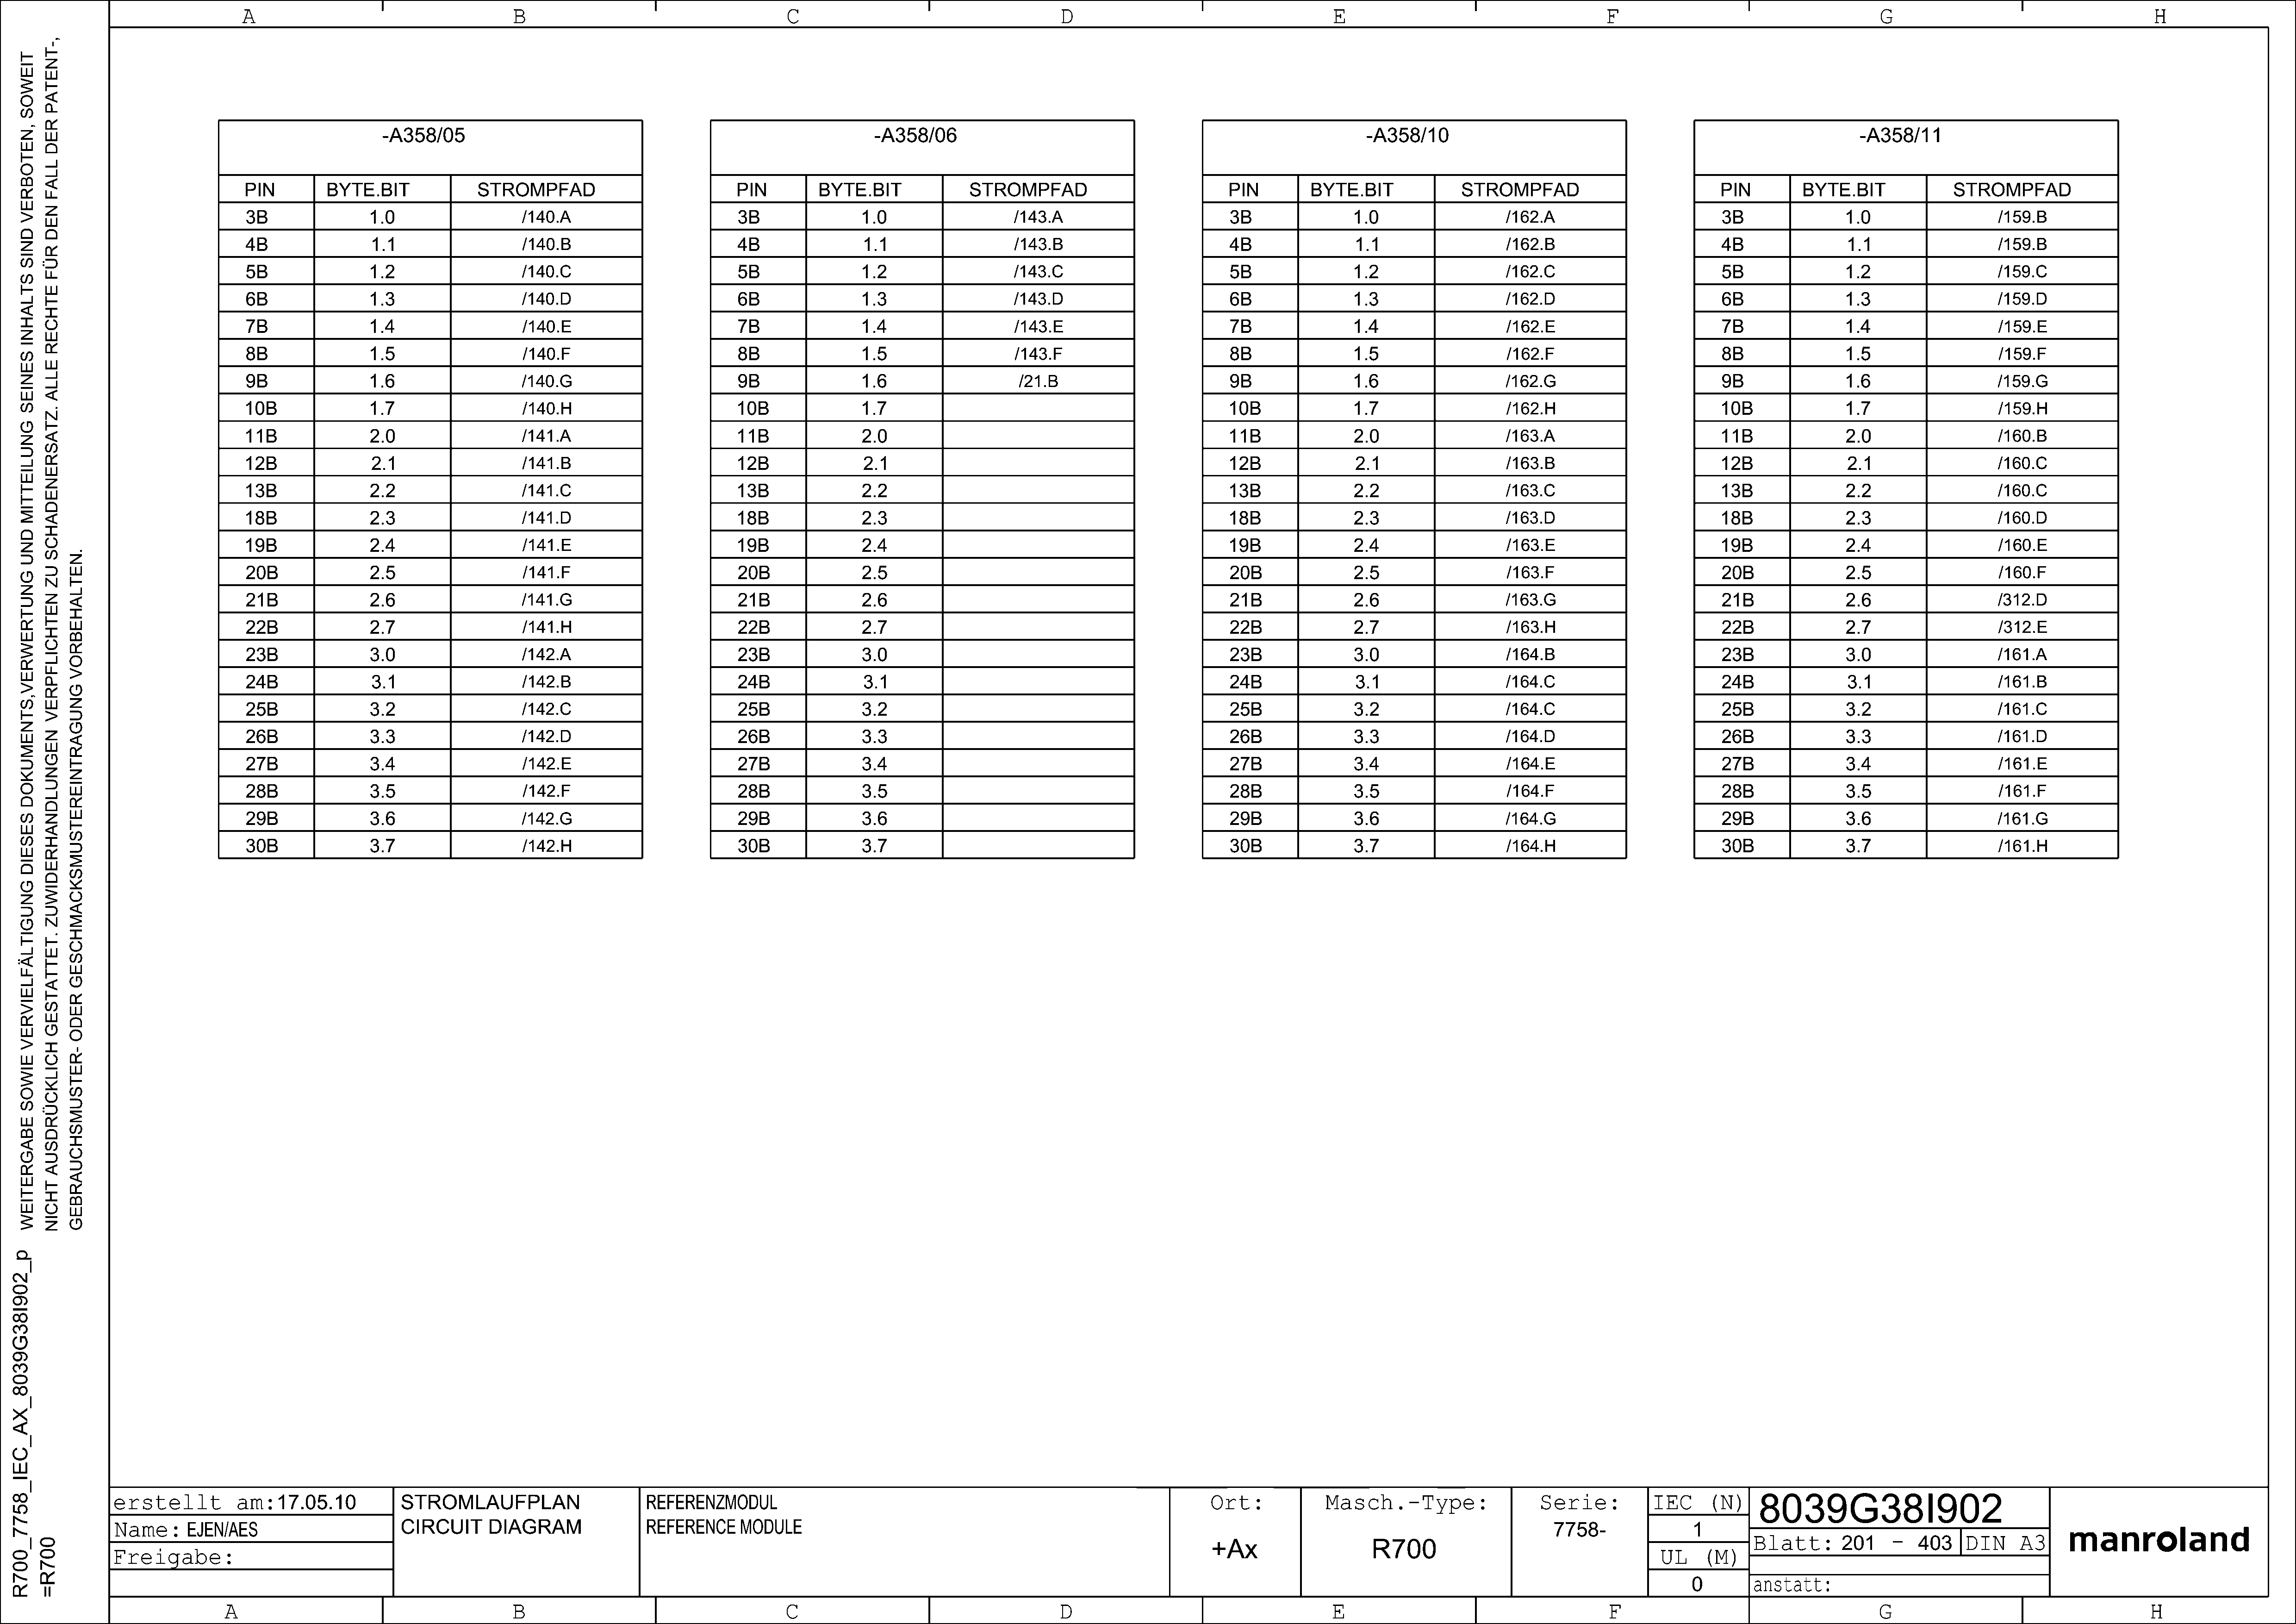 A B C D E F G H
WEITERGABE SOWIE VERVIELFÄLTIGUNG DIESES DOKUMENTS,VERWERTUNG UND MITTEILUNG SEINES INHALTS SIND VERBOTEN, SOWEIT
NICHT AUSDRÜCKLICH GESTATTET. ZUWIDERHANDLUNGEN VERPFLICHTEN ZU SCHADENERSATZ. ALLE RECHTE FÜR DEN FALL DER PATENT-,
GEBRAUCHSMUSTER- ODER GESCHMACKSMUSTEREINTRAGUNG VORBEHALTEN.
R700_7758_IEC_AX_8039G38I902_p
=R700
-A358/05
PIN BYTE.BIT STROMPFAD
3B 1.0 /140.A
4B 1.1 /140.B
5B 1.2 /140.C
6B 1.3 /140.D
7B 1.4 /140.E
8B 1.5 /140.F
9B 1.6 /140.G
10B 1.7 /140.H
11B 2.0 /141.A
12B 2.1 /141.B
13B 2.2 /141.C
18B 2.3 /141.D
19B 2.4 /141.E
20B 2.5 /141.F
21B 2.6 /141.G
22B 2.7 /141.H
23B 3.0 /142.A
24B 3.1 /142.B
25B 3.2 /142.C
26B 3.3 /142.D
27B 3.4 /142.E
28B 3.5 /142.F
29B 3.6 /142.G
30B 3.7 /142.H
-A358/06
PIN BYTE.BIT STROMPFAD
3B 1.0 /143.A
4B 1.1 /143.B
5B 1.2 /143.C
6B 1.3 /143.D
7B 1.4 /143.E
8B 1.5 /143.F
9B 1.6 /21.B
10B 1.7
11B 2.0
12B 2.1
13B 2.2
18B 2.3
19B 2.4
20B 2.5
21B 2.6
22B 2.7
23B 3.0
24B 3.1
25B 3.2
26B 3.3
27B 3.4
28B 3.5
29B 3.6
30B 3.7
-A358/10
PIN BYTE.BIT STROMPFAD
3B 1.0 /162.A
4B 1.1 /162.B
5B 1.2 /162.C
6B 1.3 /162.D
7B 1.4 /162.E
8B 1.5 /162.F
9B 1.6 /162.G
10B 1.7 /162.H
11B 2.0 /163.A
12B 2.1 /163.B
13B 2.2 /163.C
18B 2.3 /163.D
19B 2.4 /163.E
20B 2.5 /163.F
21B 2.6 /163.G
22B 2.7 /163.H
23B 3.0 /164.B
24B 3.1 /164.C
25B 3.2 /164.C
26B 3.3 /164.D
27B 3.4 /164.E
28B 3.5 /164.F
29B 3.6 /164.G
30B 3.7 /164.H
-A358/11
PIN BYTE.BIT STROMPFAD
3B 1.0 /159.B
4B 1.1 /159.B
5B 1.2 /159.C
6B 1.3 /159.D
7B 1.4 /159.E
8B 1.5 /159.F
9B 1.6 /159.G
10B 1.7 /159.H
11B 2.0 /160.B
12B 2.1 /160.C
13B 2.2 /160.C
18B 2.3 /160.D
19B 2.4 /160.E
20B 2.5 /160.F
21B 2.6 /312.D
22B 2.7 /312.E
23B 3.0 /161.A
24B 3.1 /161.B
25B 3.2 /161.C
26B 3.3 /161.D
27B 3.4 /161.E
28B 3.5 /161.F
29B 3.6 /161.G
30B 3.7 /161.H
erstellt am:17.05.10
Name: EJEN/AES
Freigabe:
STROMLAUFPLAN
CIRCUIT DIAGRAM
REFERENZMODUL
REFERENCE MODULE
Ort:
+Ax
Masch.-Type:
R700
Serie:
7758-
IEC (N)
1
UL (M)
0
8039G38I902
Blatt: 201 - 403 DIN A3
anstatt:
manroland
A B C D E F G H